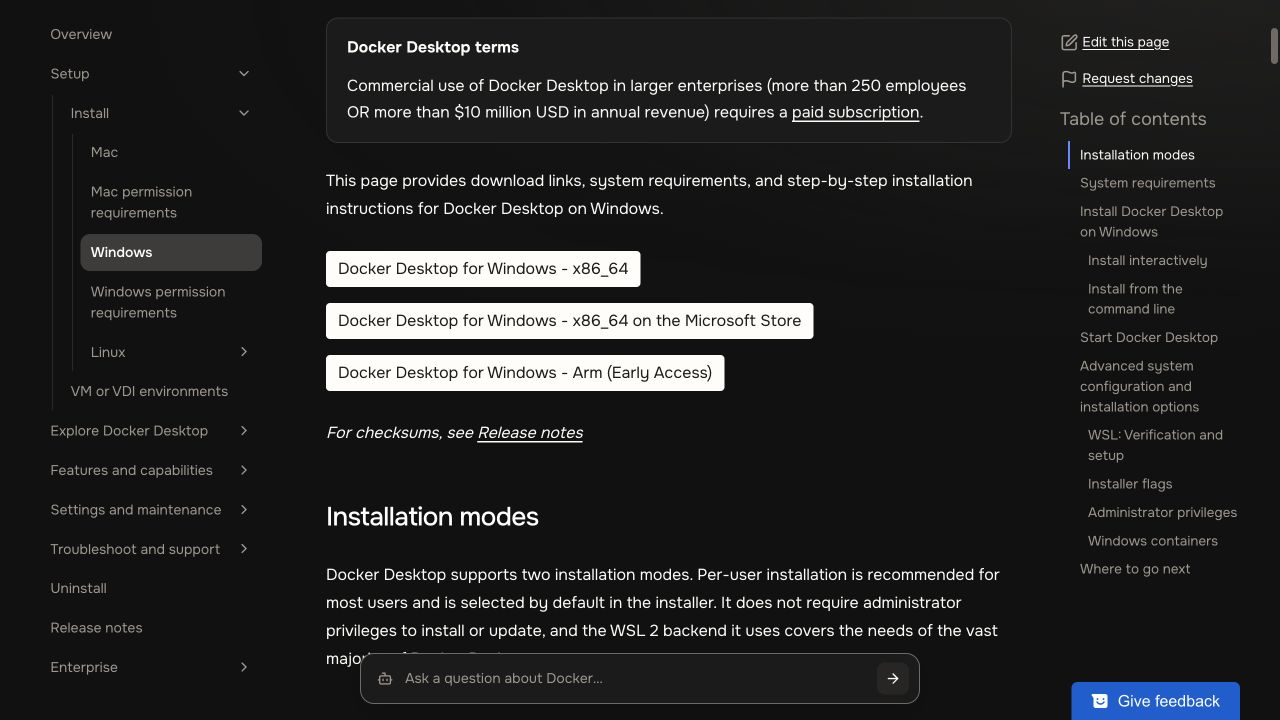 Overview
Setup
Install
Mac
Mac permission
requirements
Windows
Windows permission
requirements
Linux
VM or VDI environments
Explore Docker Desktop
Features and capabilities
Settings and maintenance
Troubleshoot and support
Uninstall
Release notes
Enterprise
Docker Desktop terms
Commercial use of Docker Desktop in larger enterprises (more than 250 employees
OR more than $10 million USD in annual revenue) requires a paid subscription.
This page provides download links, system requirements, and step-by-step installation
instructions for Docker Desktop on Windows.
Docker Desktop for Windows - x86_64
Docker Desktop for Windows - x86_64 on the Microsoft Store
Docker Desktop for Windows - Arm (Early Access)
For checksums, see Release notes
Installation modes
Docker Desktop supports two installation modes. Per-user installation is recommended for
most users and is selected by default in the installer. It does not require administrator
privileges to install or update, and the WSL 2 backend it uses covers the needs of the vast
Ask a question about Docker...
Edit this page
Request changes
Table of contents
Installation modes
System requirements
Install Docker Desktop
on Windows
Install interactively
Install from the
command line
Start Docker Desktop
Advanced system
configuration and
installation options
WSL: Verification and
setup
Installer flags
Administrator privileges
Windows containers
Where to go next
Give feedback